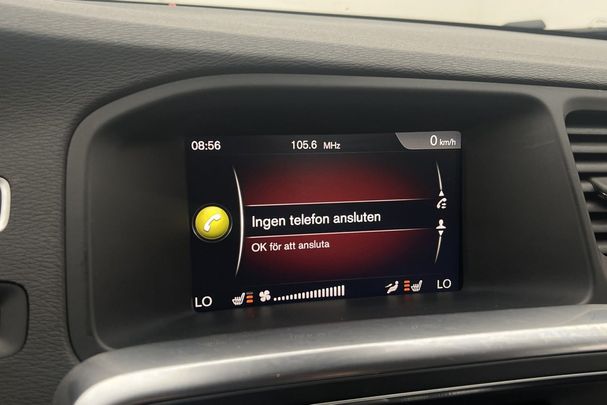 08:56 105.6 MHz 0 km/h
Ingen telefon ansluten
OK för att ansluta
LO LO